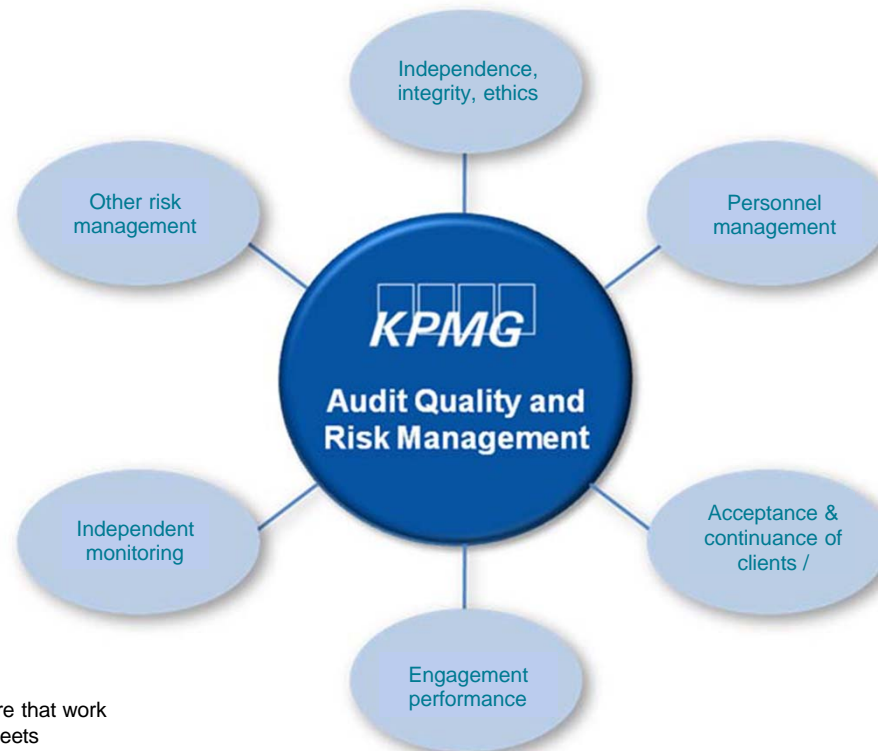 Independence,
integrity, ethics
Other risk
management
Personnel
management
KPMG
Audit Quality and
Risk Management
Independent
monitoring
Acceptance &
continuance of
clients /
Engagement
performance
re that work
eets